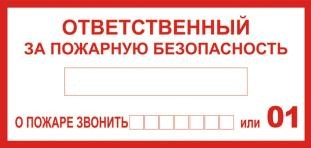 ОТВЕТСТВЕННЫЙ
ЗА ПОЖАРНУЮ БЕЗОПАСНОСТЬ
О ПОЖАРЕ ЗВОНИТЬ или 01